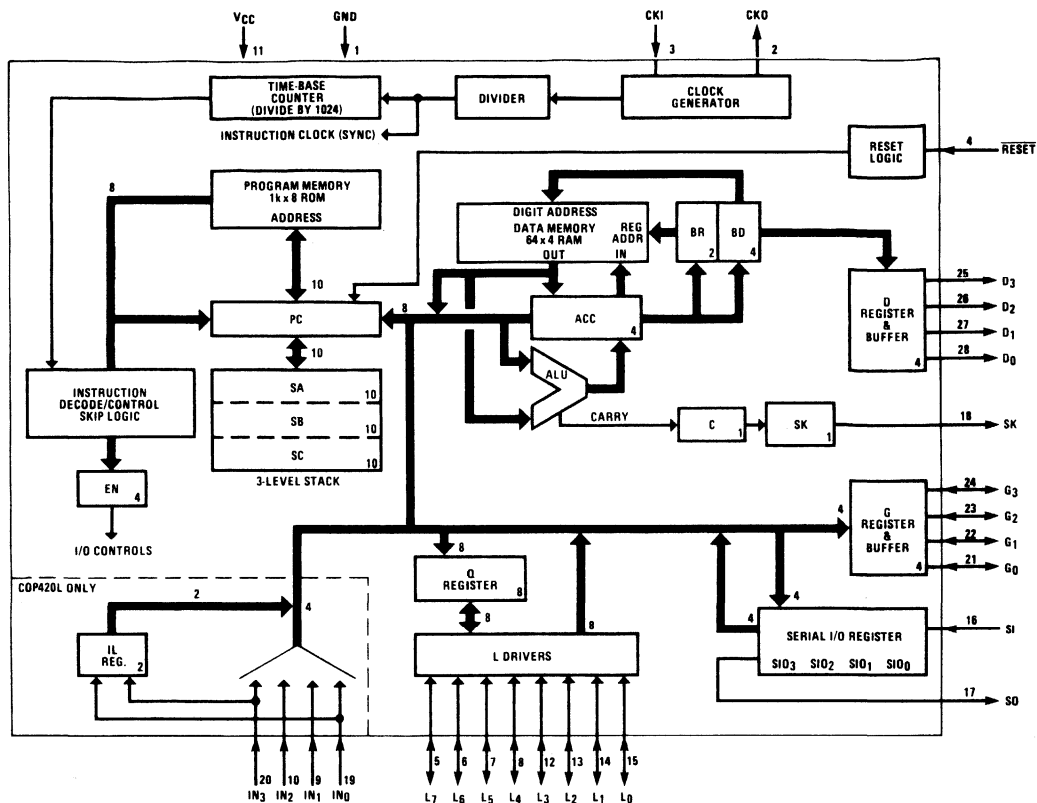 VCC GND CKI CKO
11 1 3 2
TIME-BASE
COUNTER
(DIVIDE BY 1024)
DIVIDER
CLOCK
GENERATOR
INSTRUCTION CLOCK (SYNC)
RESET
LOGIC
4
RESET
8
PROGRAM MEMORY
1k x 8 ROM
ADDRESS
10
DIGIT ADDRESS
DATA MEMORY
64 x 4 RAM
OUT
REG
ADDR
IN
BR
2
BD
4
PC
8
ACC
4
10
D
REGISTER
&
BUFFER
4
25 D3
26 D2
27 D1
28 D0
INSTRUCTION
DECODE/CONTROL
SKIP LOGIC
SA
10
SB
10
SC
10
3-LEVEL STACK
ALU
CARRY
C
1
SK
1
18 SK
EN
4
I/O CONTROLS
4
G
REGISTER
&
BUFFER
4
24 G3
23 G2
22 G1
21 G0
8
Q
REGISTER
8
8
8
L DRIVERS
4
4
SERIAL I/O REGISTER
SIO3 SIO2 SIO1 SIO0
16 SI
17 SO
COP420L ONLY
2
4
IL
REG.
2
20 10 9 19
IN3 IN2 IN1 IN0
5 6 7 8 12 13 14 15
L7 L6 L5 L4 L3 L2 L1 L0